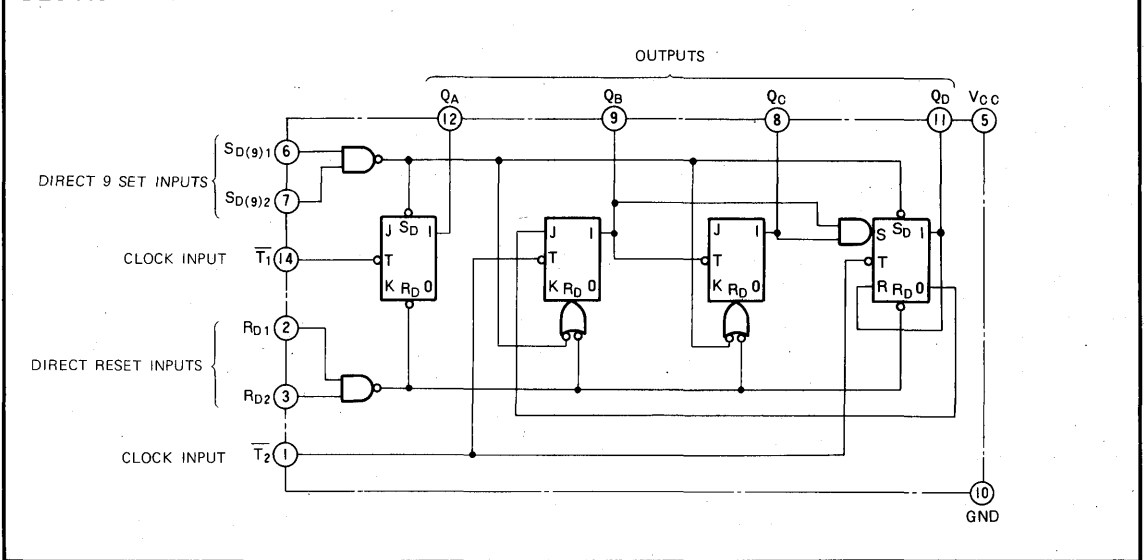 OUTPUTS
QA QB QC QD VCC
12 9 8 11 5
SD(9)1 6
DIRECT 9 SET INPUTS
SD(9)2 7
J SD 1
T
K RD 0
J 1
T
K RD 0
J 1
T
K RD 0
S SD 1
T
R RD 0
CLOCK INPUT T̅1̅ 14
RD1 2
DIRECT RESET INPUTS
RD2 3
CLOCK INPUT T̅2̅ 1
10
GND